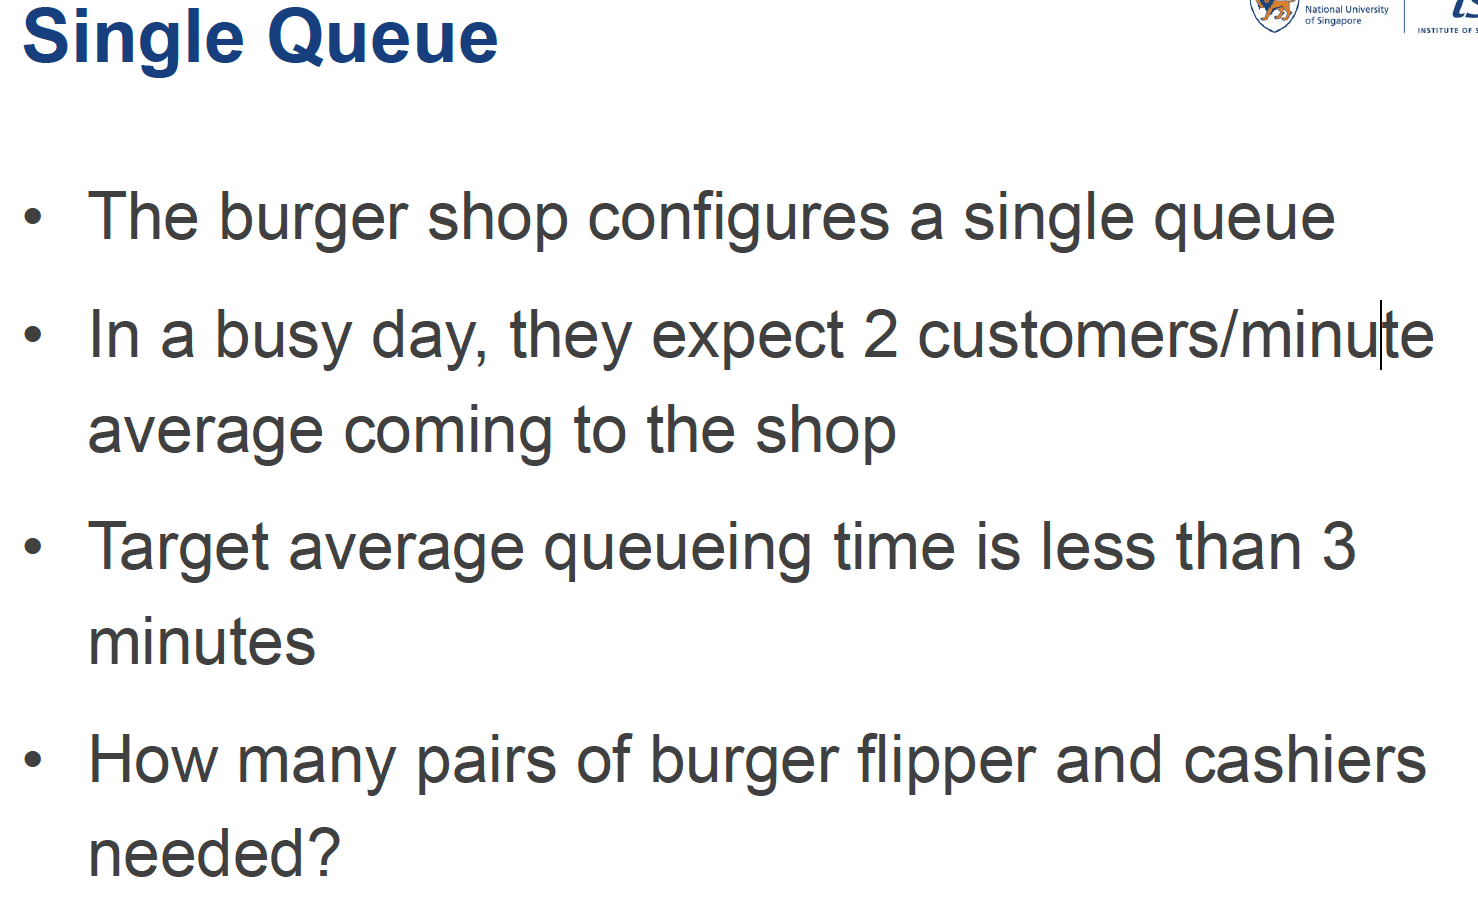 Single Queue
National University
of Singapore
INSTITUTE OF
• The burger shop configures a single queue
• In a busy day, they expect 2 customers/minute
average coming to the shop
• Target average queueing time is less than 3
minutes
• How many pairs of burger flipper and cashiers
needed?